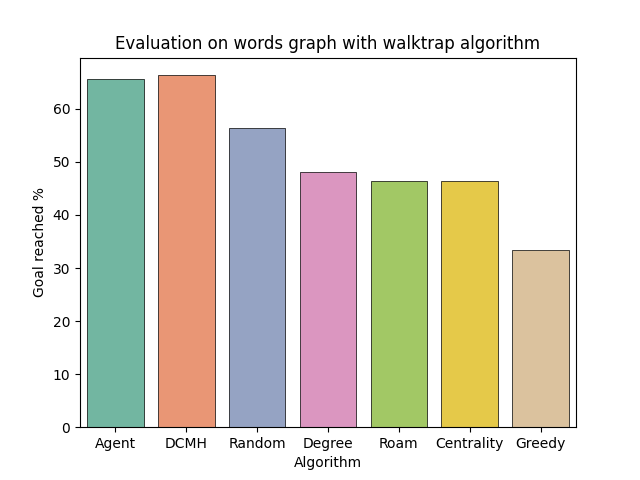 Evaluation on words graph with walktrap algorithm
Goal reached %
60
50
40
30
20
10
0
Agent DCMH Random Degree Roam Centrality Greedy
Algorithm